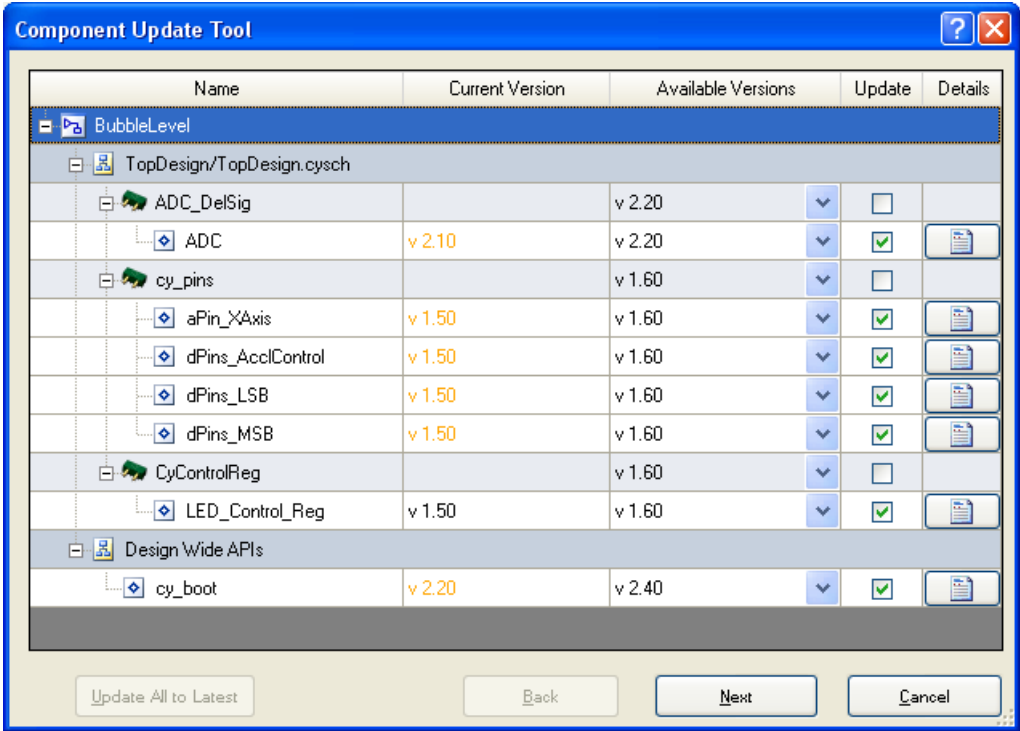 Component Update Tool
Name Current Version Available Versions Update Details
BubbleLevel
TopDesign/TopDesign.cysch
ADC_DelSig v 2.20
ADC v 2.10 v 2.20
cy_pins v 1.60
aPin_XAxis v 1.50 v 1.60
dPins_AcclControl v 1.50 v 1.60
dPins_LSB v 1.50 v 1.60
dPins_MSB v 1.50 v 1.60
CyControlReg v 1.60
LED_Control_Reg v 1.50 v 1.60
Design Wide APIs
cy_boot v 2.20 v 2.40
Update All to Latest Back Next Cancel